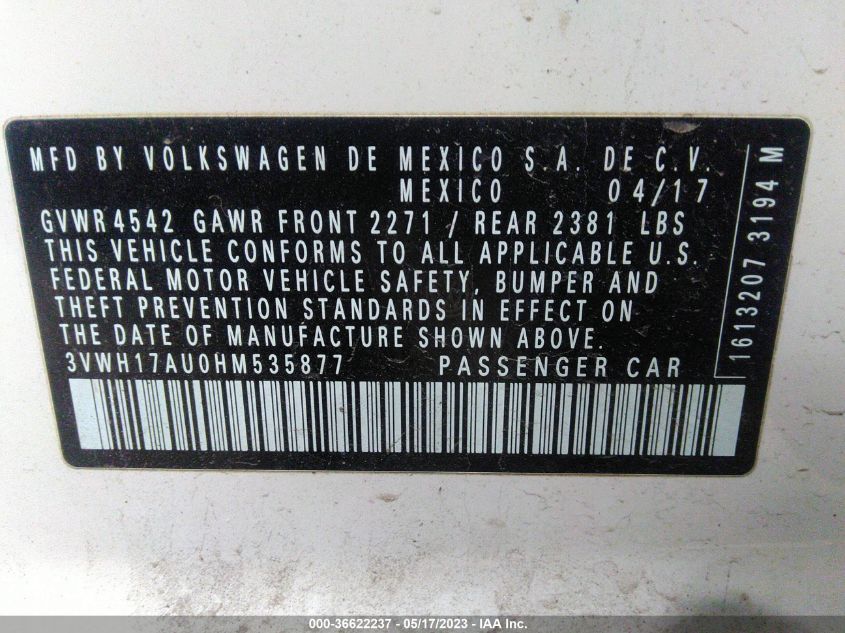 MFD BY VOLKSWAGEN DE MEXICO S.A. DE C.V.
MEXICO 04/17
GVWR 4542 GAWR FRONT 2271 / REAR 2381 LBS
THIS VEHICLE CONFORMS TO ALL APPLICABLE U.S.
FEDERAL MOTOR VEHICLE SAFETY, BUMPER AND
THEFT PREVENTION STANDARDS IN EFFECT ON
THE DATE OF MANUFACTURE SHOWN ABOVE.
3VWH17AU0HM535877 PASSENGER CAR
1613207 3194 M
000-36622237 - 05/17/2023 - IAA Inc.